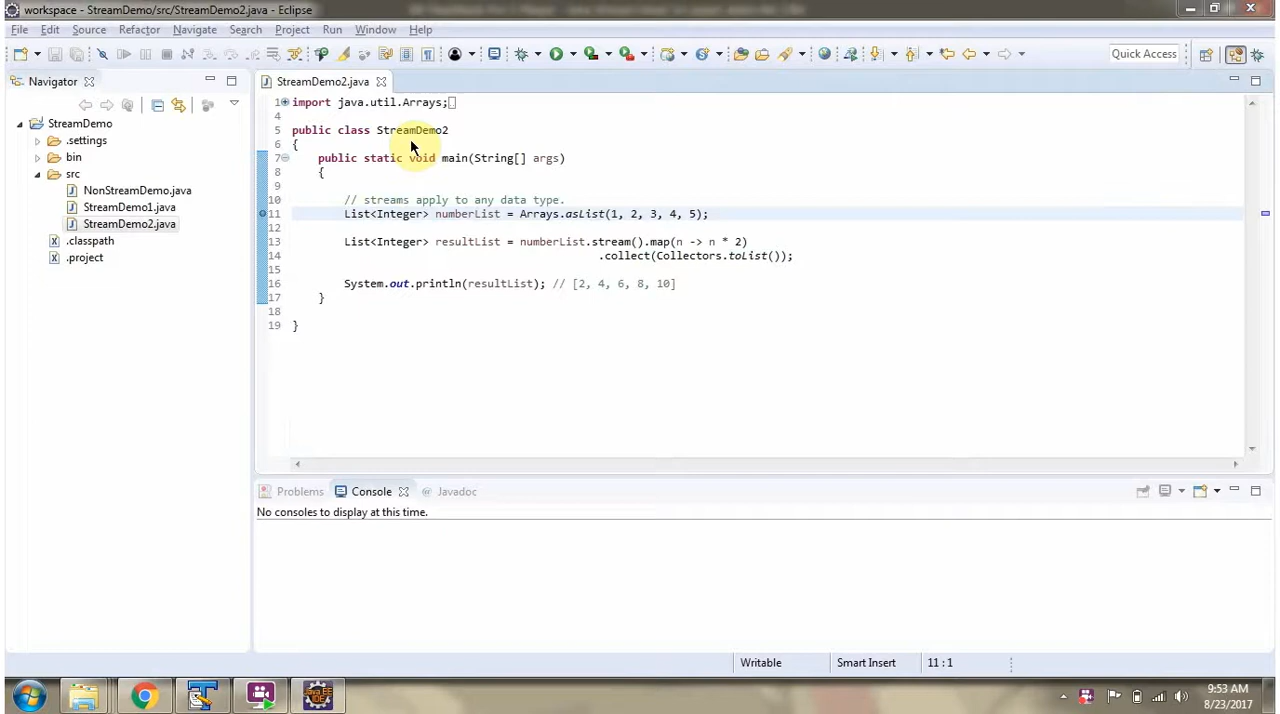 workspace - StreamDemo/src/StreamDemo2.java - Eclipse
File Edit Source Refactor Navigate Search Project Run Window Help
Quick Access
Navigator
StreamDemo2.java
StreamDemo
.settings
bin
src
NonStreamDemo.java
StreamDemo1.java
StreamDemo2.java
.classpath
.project
1 import java.util.Arrays;
4
5 public class StreamDemo2
6 {
7 public static void main(String[] args)
8 {
9
10 // streams apply to any data type.
11 List<Integer> numberList = Arrays.asList(1, 2, 3, 4, 5);
12
13 List<Integer> resultList = numberList.stream().map(n -> n * 2)
14 .collect(Collectors.toList());
15
16 System.out.println(resultList); // [2, 4, 6, 8, 10]
17 }
18
19 }
Problems Console Javadoc
No consoles to display at this time.
Writable Smart Insert 11 : 1
Java EE
IDE
9:53 AM
8/23/2017